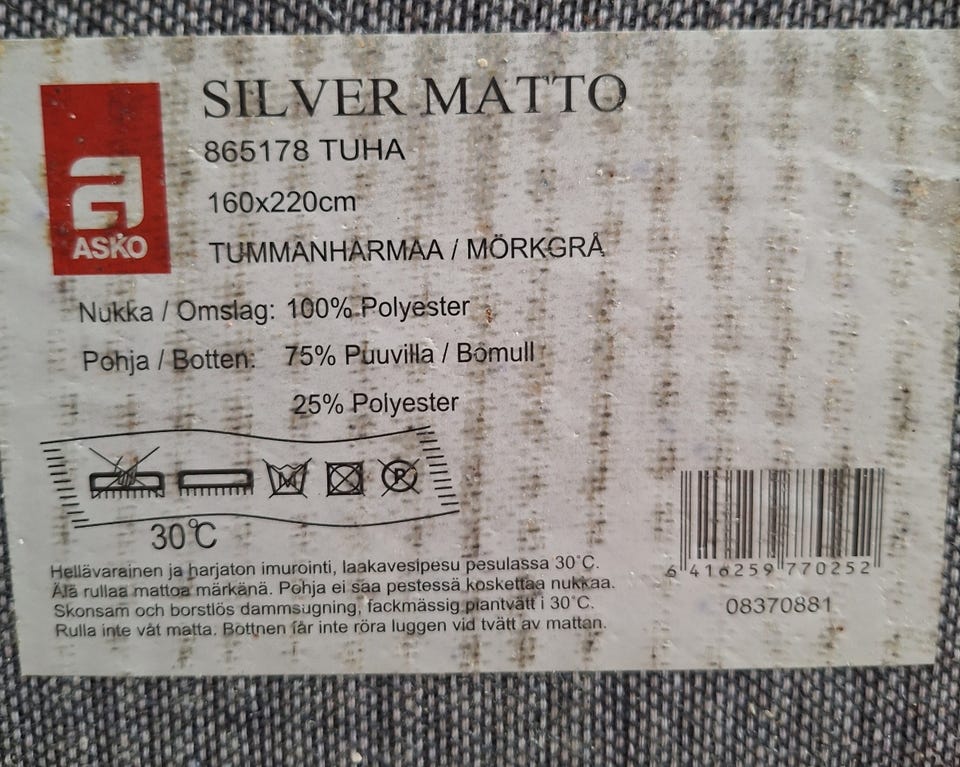 SILVER MATTO
865178 TUHA
160x220cm
TUMMANHARMAA / MÖRKGRÅ
ASKO
Nukka / Omslag: 100% Polyester
Pohja / Botten: 75% Puuvilla / Bomull
25% Polyester
P
30°C
Hellävarainen ja harjaton imurointi, laakavesipesu pesulassa 30°C.
Älä rullaa mattoa märkänä. Pohja ei saa pestessä koskettaa nukkaa.
Skonsam och borstlös dammsugning, fackmässig plantvätt i 30°C.
Rulla inte våt matta. Bottnen får inte röra luggen vid tvätt av mattan.
6 416259 770252
08370881